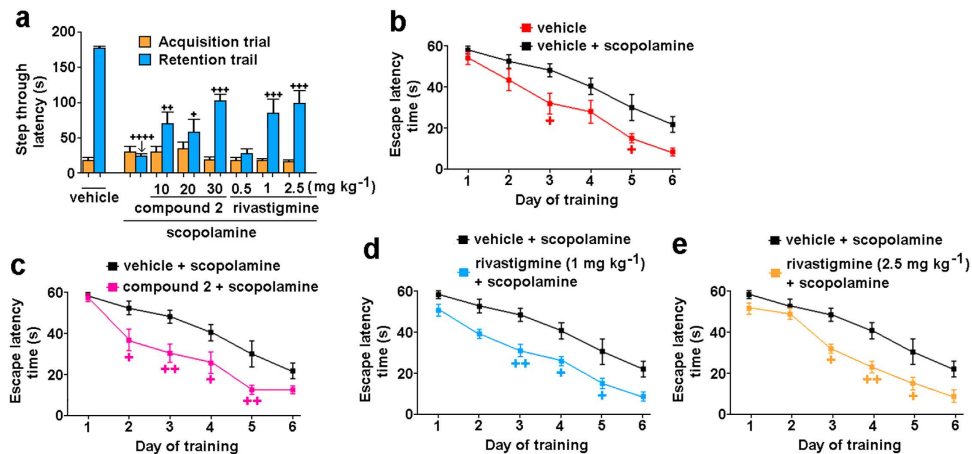 a
Step through
latency (s)
180
150
100
50
0
Acquisition trial
Retention trail
++++
++
+
+++
+++
+++
10 20 30 0.5 1 2.5 (mg kg-1)
vehicle
compound 2 rivastigmine
scopolamine
b
vehicle
vehicle + scopolamine
Escape latency
time (s)
60
40
20
0
+
+
1 2 3 4 5 6
Day of training
c
vehicle + scopolamine
compound 2 + scopolamine
Escape latency
time (s)
60
40
20
0
+
++
+
++
1 2 3 4 5 6
Day of training
d
vehicle + scopolamine
rivastigmine (1 mg kg-1)
+ scopolamine
Escape latency
time (s)
60
40
20
0
++
+
+
1 2 3 4 5 6
Day of training
e
vehicle + scopolamine
rivastigmine (2.5 mg kg-1)
+ scopolamine
Escape latency
time (s)
60
40
20
0
+
++
+
1 2 3 4 5 6
Day of training